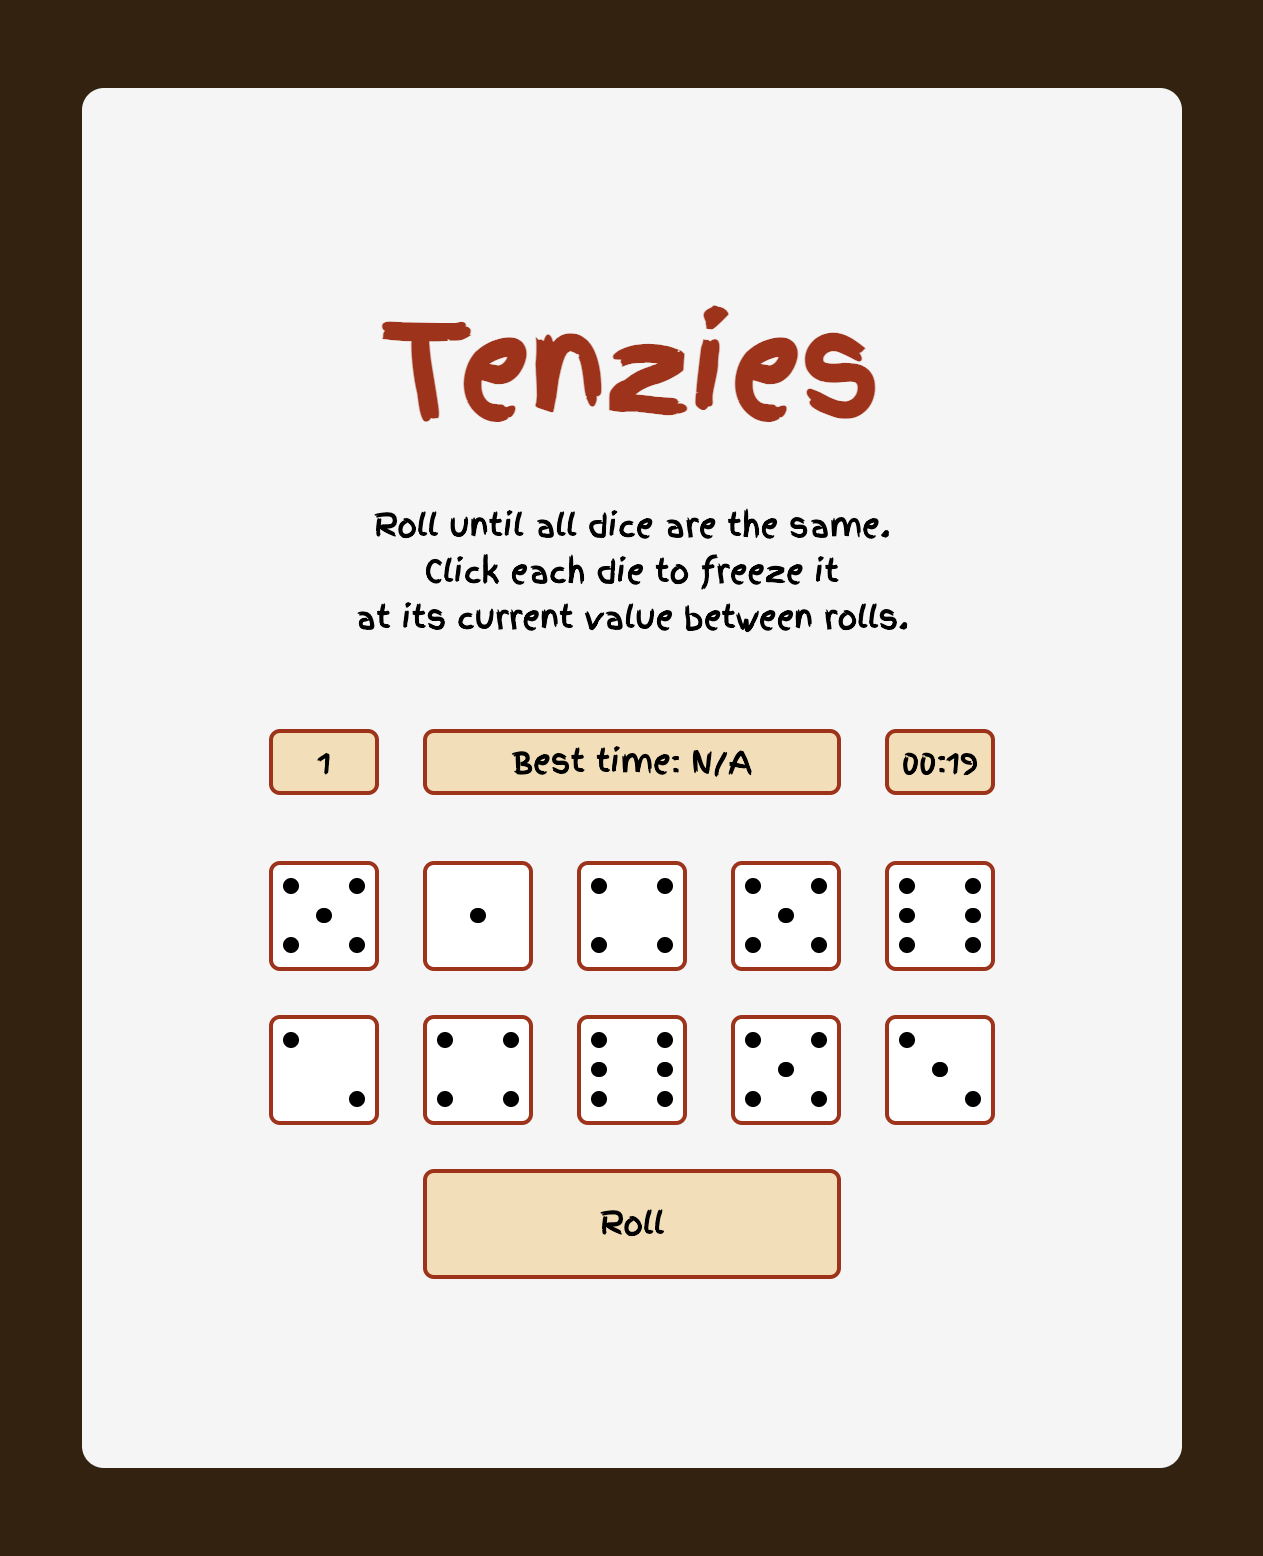 Tenzies
Roll until all dice are the same.
Click each die to freeze it
at its current value between rolls.
1
Best time: N/A
00:19
Roll